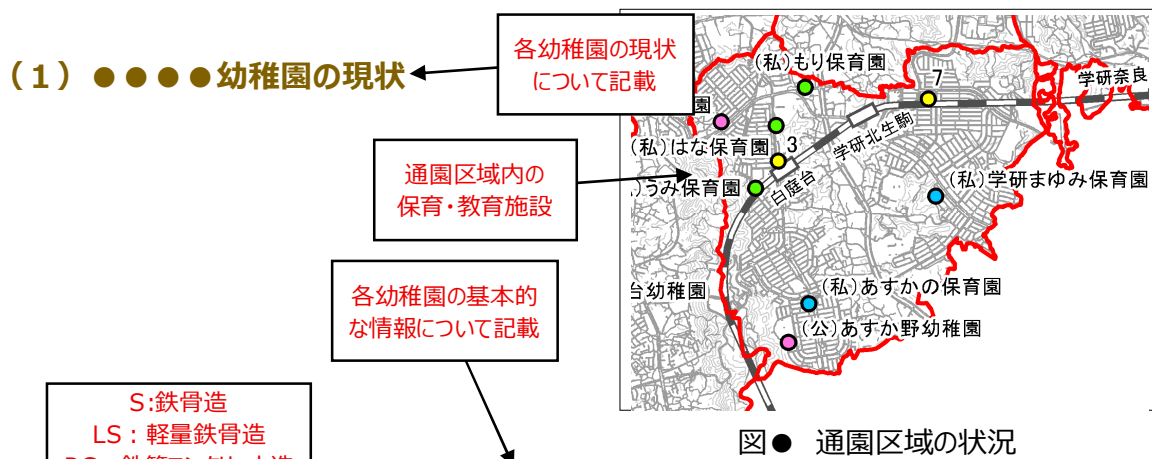 （1）●●●●幼稚園の現状
各幼稚園の現状
について記載
通園区域内の
保育・教育施設
各幼稚園の基本的
な情報について記載
S:鉄骨造
LS：軽量鉄骨造
(私)もり保育園
7
学研奈良
園
(私)はな保育園
3
学研北生駒
)うみ保育園
白庭台
(私)学研まゆみ保育園
台幼稚園
(私)あすかの保育園
(公)あすか野幼稚園
図● 通園区域の状況